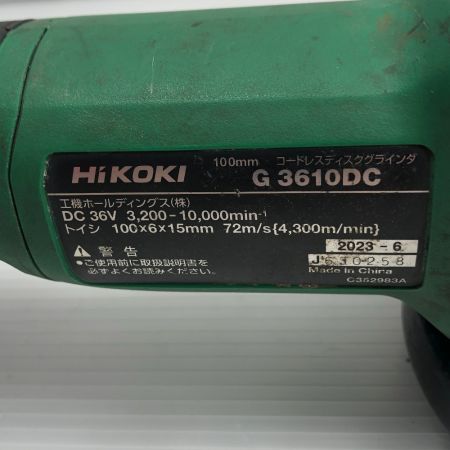 100mm コードレスディスクグラインダ
HiKOKI G 3610DC
工機ホールディングス(株)
DC 36V 3,200-10,000min-1
トイシ 100×6×15mm 72m/s{4,300m/min}
⚠ 警告
●ご使用前に取扱説明書を
必ずよくお読みください。
2023 - 6
J630258
Made in China
C352983A